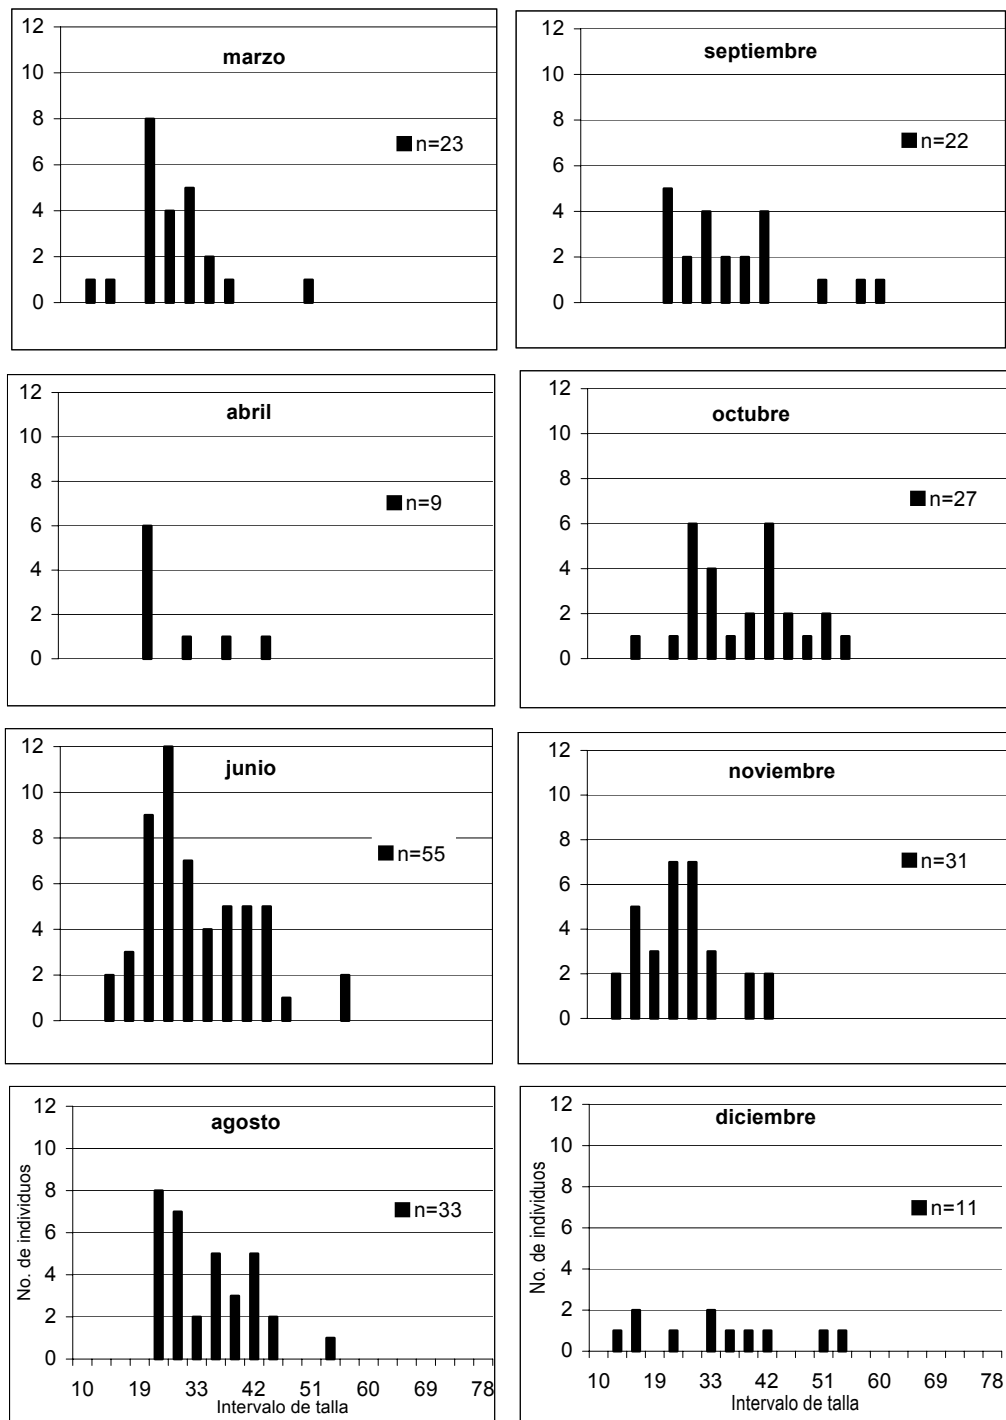 marzo
12
10
8
6
4
2
0
n=23
septiembre
12
10
8
6
4
2
0
n=22
abril
12
10
8
6
4
2
0
n=9
octubre
12
10
8
6
4
2
0
n=27
junio
12
10
8
6
4
2
0
n=55
noviembre
12
10
8
6
4
2
0
n=31
agosto
No. de individuos
12
10
8
6
4
2
0
n=33
10 19 33 42 51 60 69 78
Intervalo de talla
diciembre
No. de individuos
12
10
8
6
4
2
0
n=11
10 19 33 42 51 60 69 78
Intervalo de talla